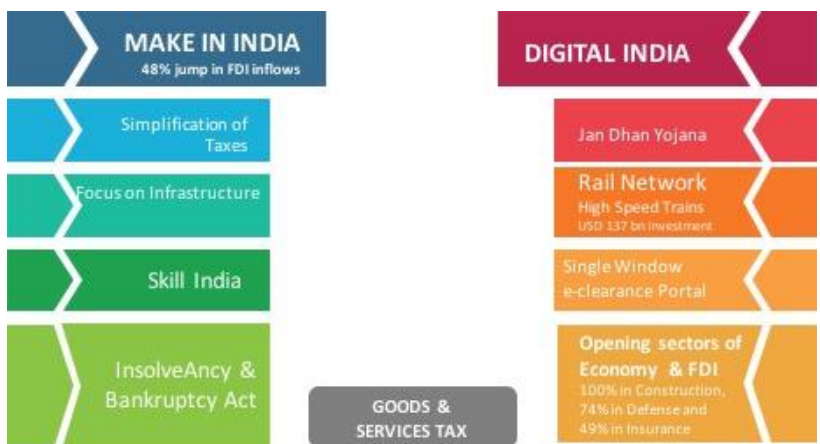 MAKE IN INDIA
48% jump in FDI inflows
Simplification of
Taxes
Focus on Infrastructure
Skill India
InsolveAncy &
Bankruptcy Act
GOODS &
SERVICES TAX
DIGITAL INDIA
Jan Dhan Yojana
Rail Network
High Speed Trains
USD 137 bn investment
Single Window
e-clearance Portal
Opening sectors of
Economy & FDI
100% in Construction,
74% in Defense and
49% in Insurance